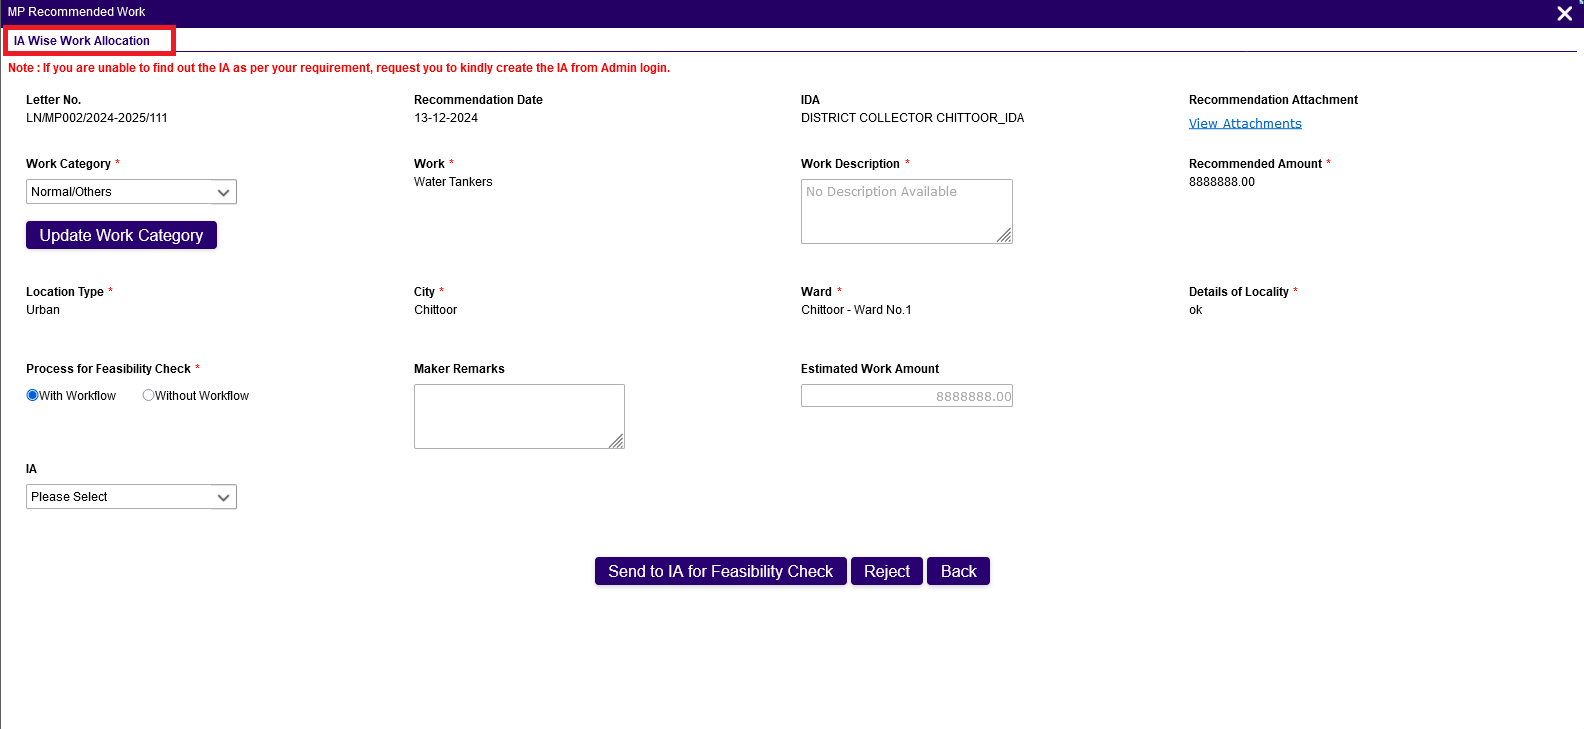 MP Recommended Work
IA Wise Work Allocation
Note : If you are unable to find out the IA as per your requirement, request you to kindly create the IA from Admin login.
Letter No. Recommendation Date IDA Recommendation Attachment
LN/MP002/2024-2025/111 13-12-2024 DISTRICT COLLECTOR CHITTOOR_IDA View Attachments
Work Category * Work * Work Description * Recommended Amount *
Normal/Others Water Tankers No Description Available 8888888.00
Update Work Category
Location Type * City * Ward * Details of Locality *
Urban Chittoor Chittoor - Ward No.1 ok
Process for Feasibility Check * Maker Remarks Estimated Work Amount
With Workflow Without Workflow 8888888.00
IA
Please Select
Send to IA for Feasibility Check Reject Back